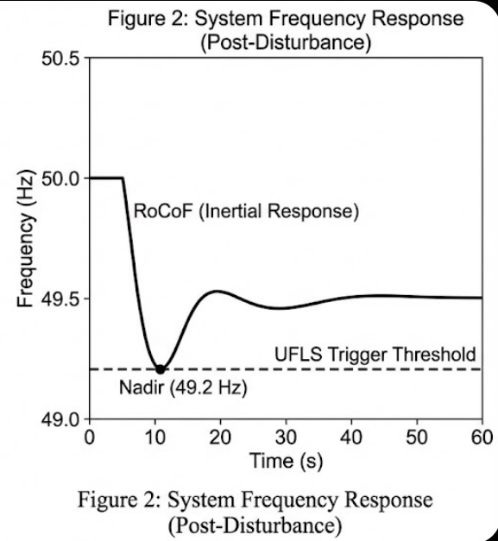 Figure 2: System Frequency Response
(Post-Disturbance)
50.5
50.0
49.5
49.0
Frequency (Hz)
RoCoF (Inertial Response)
UFLS Trigger Threshold
Nadir (49.2 Hz)
0 10 20 30 40 50 60
Time (s)
Figure 2: System Frequency Response
(Post-Disturbance)